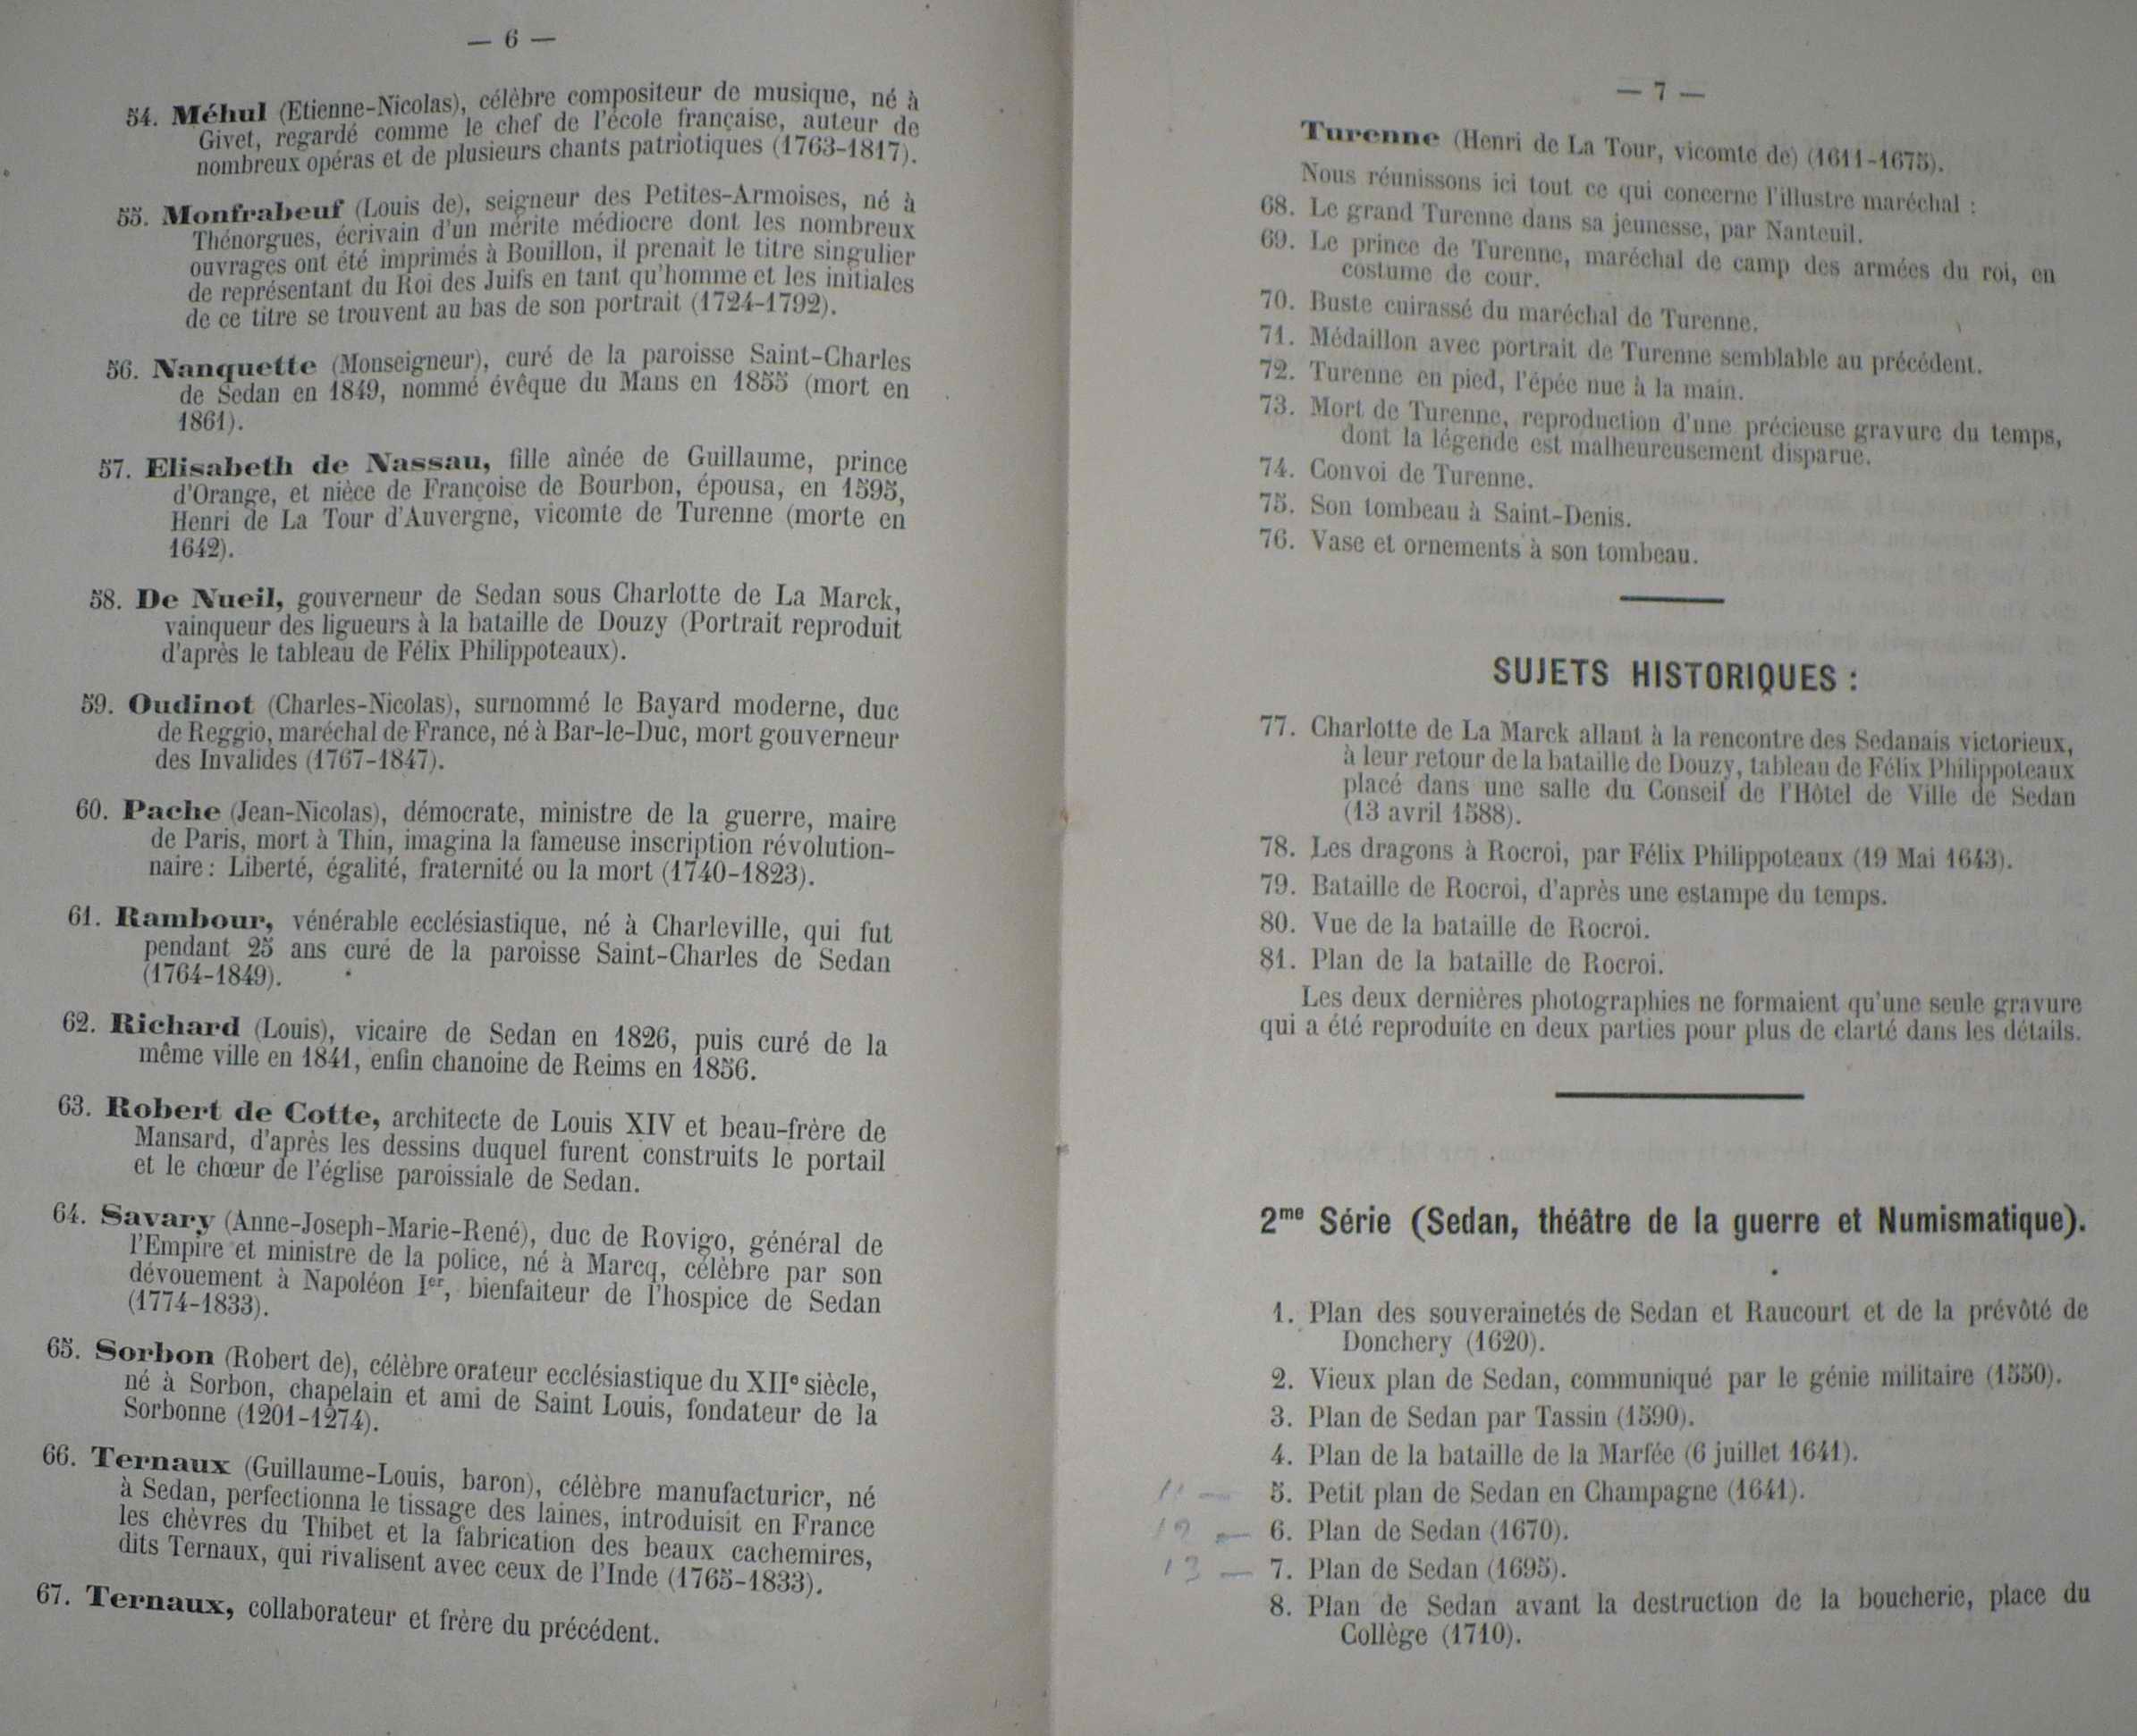 — 6 —
54. Méhul (Etienne-Nicolas), célèbre compositeur de musique, né à
Givet, regardé comme le chef de l'école française, auteur de
nombreux opéras et de plusieurs chants patriotiques (1763-1817).
55. Monfrabeuf (Louis de), seigneur des Petites-Armoises, né à
Thénorgues, écrivain d'un mérite médiocre dont les nombreux
ouvrages ont été imprimés à Bouillon, il prenait le titre singulier
de représentant du Roi des Juifs en tant qu'homme et les initiales
de ce titre se trouvent au bas de son portrait (1724-1792).
56. Nanquette (Monseigneur), curé de la paroisse Saint-Charles
de Sedan en 1849, nommé évêque du Mans en 1855 (mort en
1861).
57. Elisabeth de Nassau, fille aînée de Guillaume, prince
d'Orange, et nièce de Françoise de Bourbon, épousa, en 1595,
Henri de La Tour d'Auvergne, vicomte de Turenne (morte en
1642).
58. De Nueil, gouverneur de Sedan sous Charlotte de La Marck,
vainqueur des ligueurs à la bataille de Douzy (Portrait reproduit
d'après le tableau de Félix Philippoteaux).
59. Oudinot (Charles-Nicolas), surnommé le Bayard moderne, duc
de Reggio, maréchal de France, né à Bar-le-Duc, mort gouverneur
des Invalides (1767-1847).
60. Pache (Jean-Nicolas), démocrate, ministre de la guerre, maire
de Paris, mort à Thin, imagina la fameuse inscription révolution-
naire : Liberté, égalité, fraternité ou la mort (1740-1823).
61. Rambour, vénérable ecclésiastique, né à Charleville, qui fut
pendant 25 ans curé de la paroisse Saint-Charles de Sedan
(1764-1849).
62. Richard (Louis), vicaire de Sedan en 1826, puis curé de la
même ville en 1841, enfin chanoine de Reims en 1856.
63. Robert de Cotte, architecte de Louis XIV et beau-frère de
Mansard, d'après les dessins duquel furent construits le portail
et le chœur de l'église paroissiale de Sedan.
64. Savary (Anne-Joseph-Marie-René), duc de Rovigo, général de
l'Empire et ministre de la police, né à Marcq, célèbre par son
dévouement à Napoléon Ier, bienfaiteur de l'hospice de Sedan
(1774-1833).
65. Sorbon (Robert de), célèbre orateur ecclésiastique du XIIe siècle,
né à Sorbon, chapelain et ami de Saint Louis, fondateur de la
Sorbonne (1201-1274).
66. Ternaux (Guillaume-Louis, baron), célèbre manufacturier, né
à Sedan, perfectionna le tissage des laines, introduisit en France
les chèvres du Thibet et la fabrication des beaux cachemires,
dits Ternaux, qui rivalisent avec ceux de l'Inde (1765-1833).
67. Ternaux, collaborateur et frère du précédent.
— 7 —
Turenne (Henri de La Tour, vicomte de) (1611-1675).
Nous réunissons ici tout ce qui concerne l'illustre maréchal :
68. Le grand Turenne dans sa jeunesse, par Nanteuil.
69. Le prince de Turenne, maréchal de camp des armées du roi, en
costume de cour.
70. Buste cuirassé du maréchal de Turenne.
71. Médaillon avec portrait de Turenne semblable au précédent.
72. Turenne en pied, l'épée nue à la main.
73. Mort de Turenne, reproduction d'une précieuse gravure du temps,
dont la légende est malheureusement disparue.
74. Convoi de Turenne.
75. Son tombeau à Saint-Denis.
76. Vase et ornements à son tombeau.
SUJETS HISTORIQUES :
77. Charlotte de La Marck allant à la rencontre des Sedanais victorieux,
à leur retour de la bataille de Douzy, tableau de Félix Philippoteaux
placé dans une salle du Conseil de l'Hôtel de Ville de Sedan
(13 avril 1588).
78. Les dragons à Rocroi, par Félix Philippoteaux (19 Mai 1643).
79. Bataille de Rocroi, d'après une estampe du temps.
80. Vue de la bataille de Rocroi.
81. Plan de la bataille de Rocroi.
Les deux dernières photographies ne formaient qu'une seule gravure
qui a été reproduite en deux parties pour plus de clarté dans les détails.
2me Série (Sedan, théâtre de la guerre et Numismatique).
1. Plan des souverainetés de Sedan et Raucourt et de la prévôté de
Donchery (1620).
2. Vieux plan de Sedan, communiqué par le génie militaire (1550).
3. Plan de Sedan par Tassin (1590).
4. Plan de la bataille de la Marfée (6 juillet 1641).
11 — 5. Petit plan de Sedan en Champagne (1641).
12 — 6. Plan de Sedan (1670).
13 — 7. Plan de Sedan (1695).
8. Plan de Sedan avant la destruction de la boucherie, place du
Collège (1710).